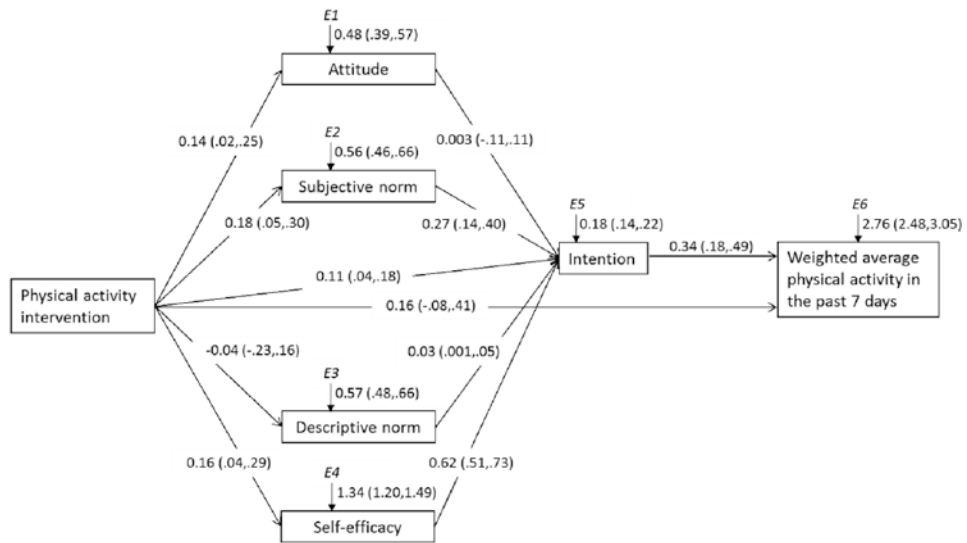 E1
0.48 (.39,.57)
Attitude
0.14 (.02,.25)
0.003 (-.11,.11)
E2
0.56 (.46,.66)
Subjective norm
0.18 (.05,.30)
0.27 (.14,.40)
E5
0.18 (.14,.22)
E6
2.76 (2.48,3.05)
Intention
0.34 (.18,.49)
Weighted average
physical activity in
the past 7 days
0.11 (.04,.18)
Physical activity
intervention
0.16 (-.08,.41)
-0.04 (-.23,.16)
0.03 (.001,.05)
E3
0.57 (.48,.66)
Descriptive norm
0.16 (.04,.29)
0.62 (.51,.73)
E4
1.34 (1.20,1.49)
Self-efficacy